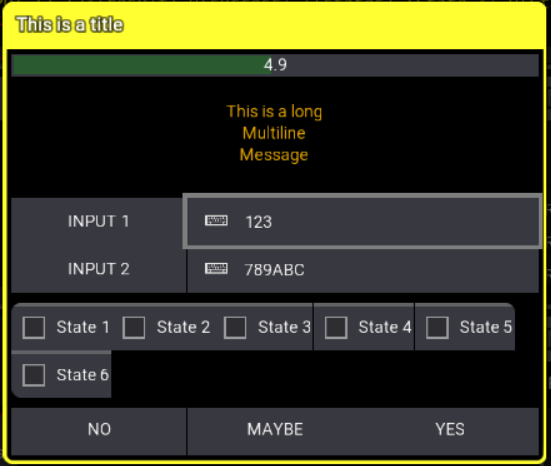 This is a title
4.9
This is a long
Multiline
Message
INPUT 1 123
INPUT 2 789ABC
State 1 State 2 State 3 State 4 State 5
State 6
NO MAYBE YES